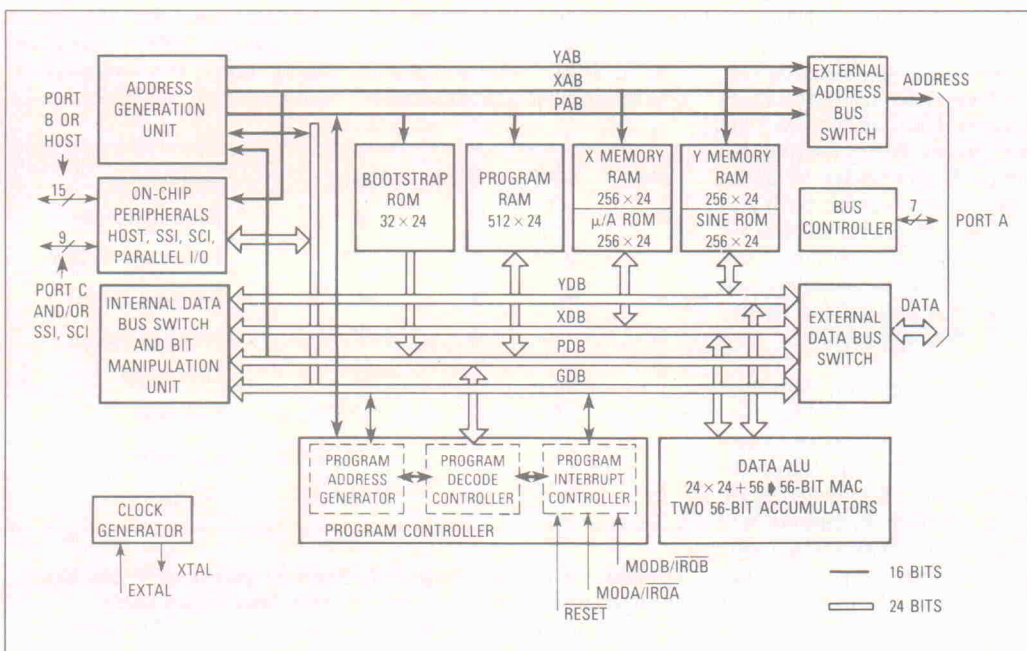 YAB
XAB
PAB
ADDRESS
GENERATION
UNIT
EXTERNAL
ADDRESS
BUS
SWITCH
ADDRESS
PORT
B OR
HOST
15
9
ON-CHIP
PERIPHERALS
HOST, SSI, SCI,
PARALLEL I/O
PORT C
AND/OR
SSI, SCI
BOOTSTRAP
ROM
32 × 24
PROGRAM
RAM
512 × 24
X MEMORY
RAM
256 × 24
μ/A ROM
256 × 24
Y MEMORY
RAM
256 × 24
SINE ROM
256 × 24
BUS
CONTROLLER
7
PORT A
INTERNAL DATA
BUS SWITCH
AND BIT
MANIPULATION
UNIT
YDB
XDB
PDB
GDB
EXTERNAL
DATA BUS
SWITCH
DATA
PROGRAM
ADDRESS
GENERATOR
PROGRAM
DECODE
CONTROLLER
PROGRAM
INTERRUPT
CONTROLLER
PROGRAM CONTROLLER
DATA ALU
24 × 24 + 56 ➧ 56-BIT MAC
TWO 56-BIT ACCUMULATORS
CLOCK
GENERATOR
XTAL
EXTAL
MODB/IRQB
MODA/IRQA
RESET
16 BITS
24 BITS